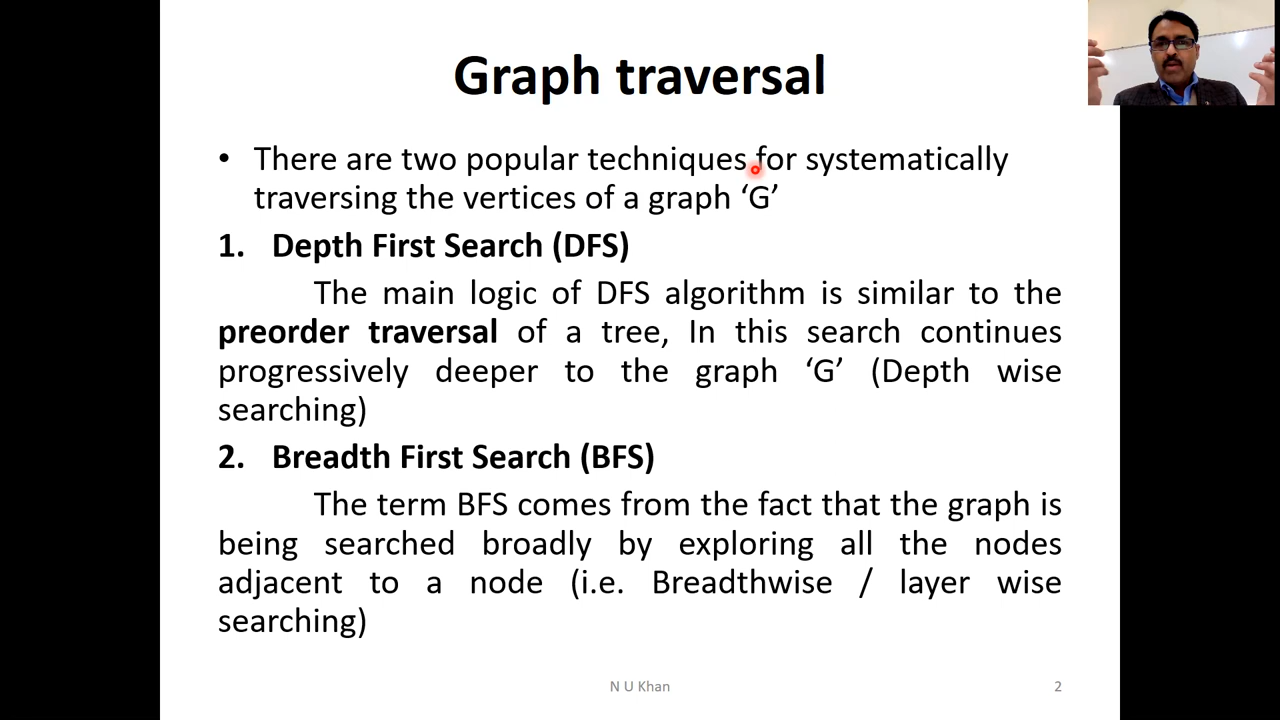 Graph traversal
• There are two popular techniques for systematically
traversing the vertices of a graph ‘G’
1. Depth First Search (DFS)
The main logic of DFS algorithm is similar to the
preorder traversal of a tree, In this search continues
progressively deeper to the graph ‘G’ (Depth wise
searching)
2. Breadth First Search (BFS)
The term BFS comes from the fact that the graph is
being searched broadly by exploring all the nodes
adjacent to a node (i.e. Breadthwise / layer wise
searching)
N U Khan
2